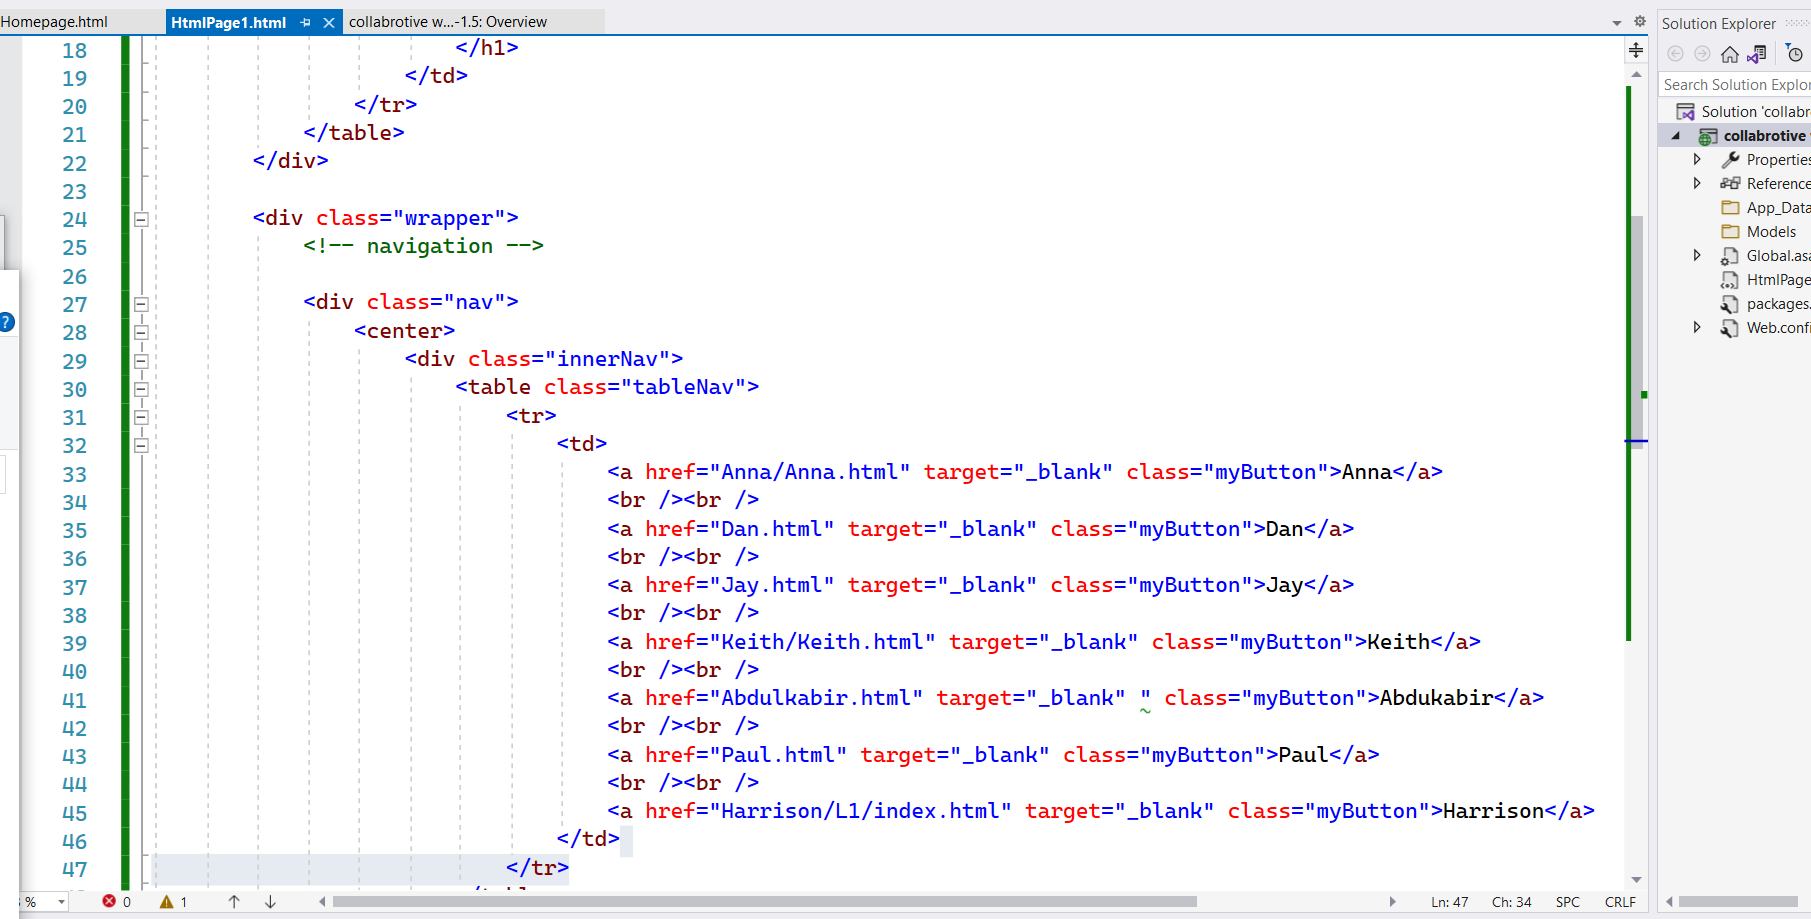 Homepage.html HtmlPage1.html collabrotive w...-1.5: Overview
18 </h1>
19 </td>
20 </tr>
21 </table>
22 </div>
23
24 <div class="wrapper">
25 <!-- navigation -->
26
27 <div class="nav">
28 <center>
29 <div class="innerNav">
30 <table class="tableNav">
31 <tr>
32 <td>
33 <a href="Anna/Anna.html" target="_blank" class="myButton">Anna</a>
34 <br /><br />
35 <a href="Dan.html" target="_blank" class="myButton">Dan</a>
36 <br /><br />
37 <a href="Jay.html" target="_blank" class="myButton">Jay</a>
38 <br /><br />
39 <a href="Keith/Keith.html" target="_blank" class="myButton">Keith</a>
40 <br /><br />
41 <a href="Abdulkabir.html" target="_blank" " class="myButton">Abdukabir</a>
42 <br /><br />
43 <a href="Paul.html" target="_blank" class="myButton">Paul</a>
44 <br /><br />
45 <a href="Harrison/L1/index.html" target="_blank" class="myButton">Harrison</a>
46 </td>
47 </tr>
% 0 1 Ln: 47 Ch: 34 SPC CRLF
Solution Explorer
Search Solution Explor
Solution 'collabr
collabrotive
Properties
Reference
App_Data
Models
Global.asa
HtmlPage
packages.
Web.confi